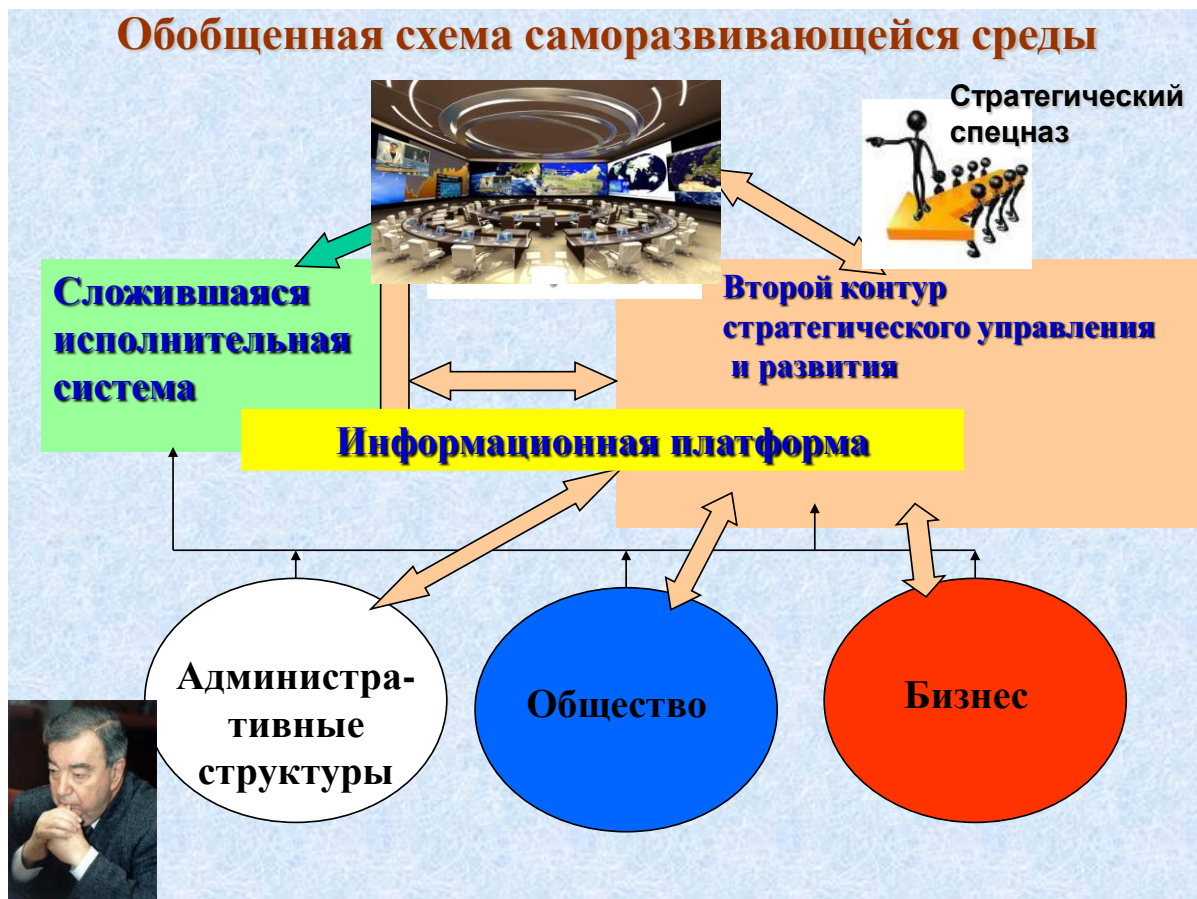 Обобщенная схема саморазвивающейся среды
Стратегический
спецназ
Сложившаяся
исполнительная
система
Второй контур
стратегического управления
и развития
Информационная платформа
Администра-
тивные
структуры
Общество
Бизнес